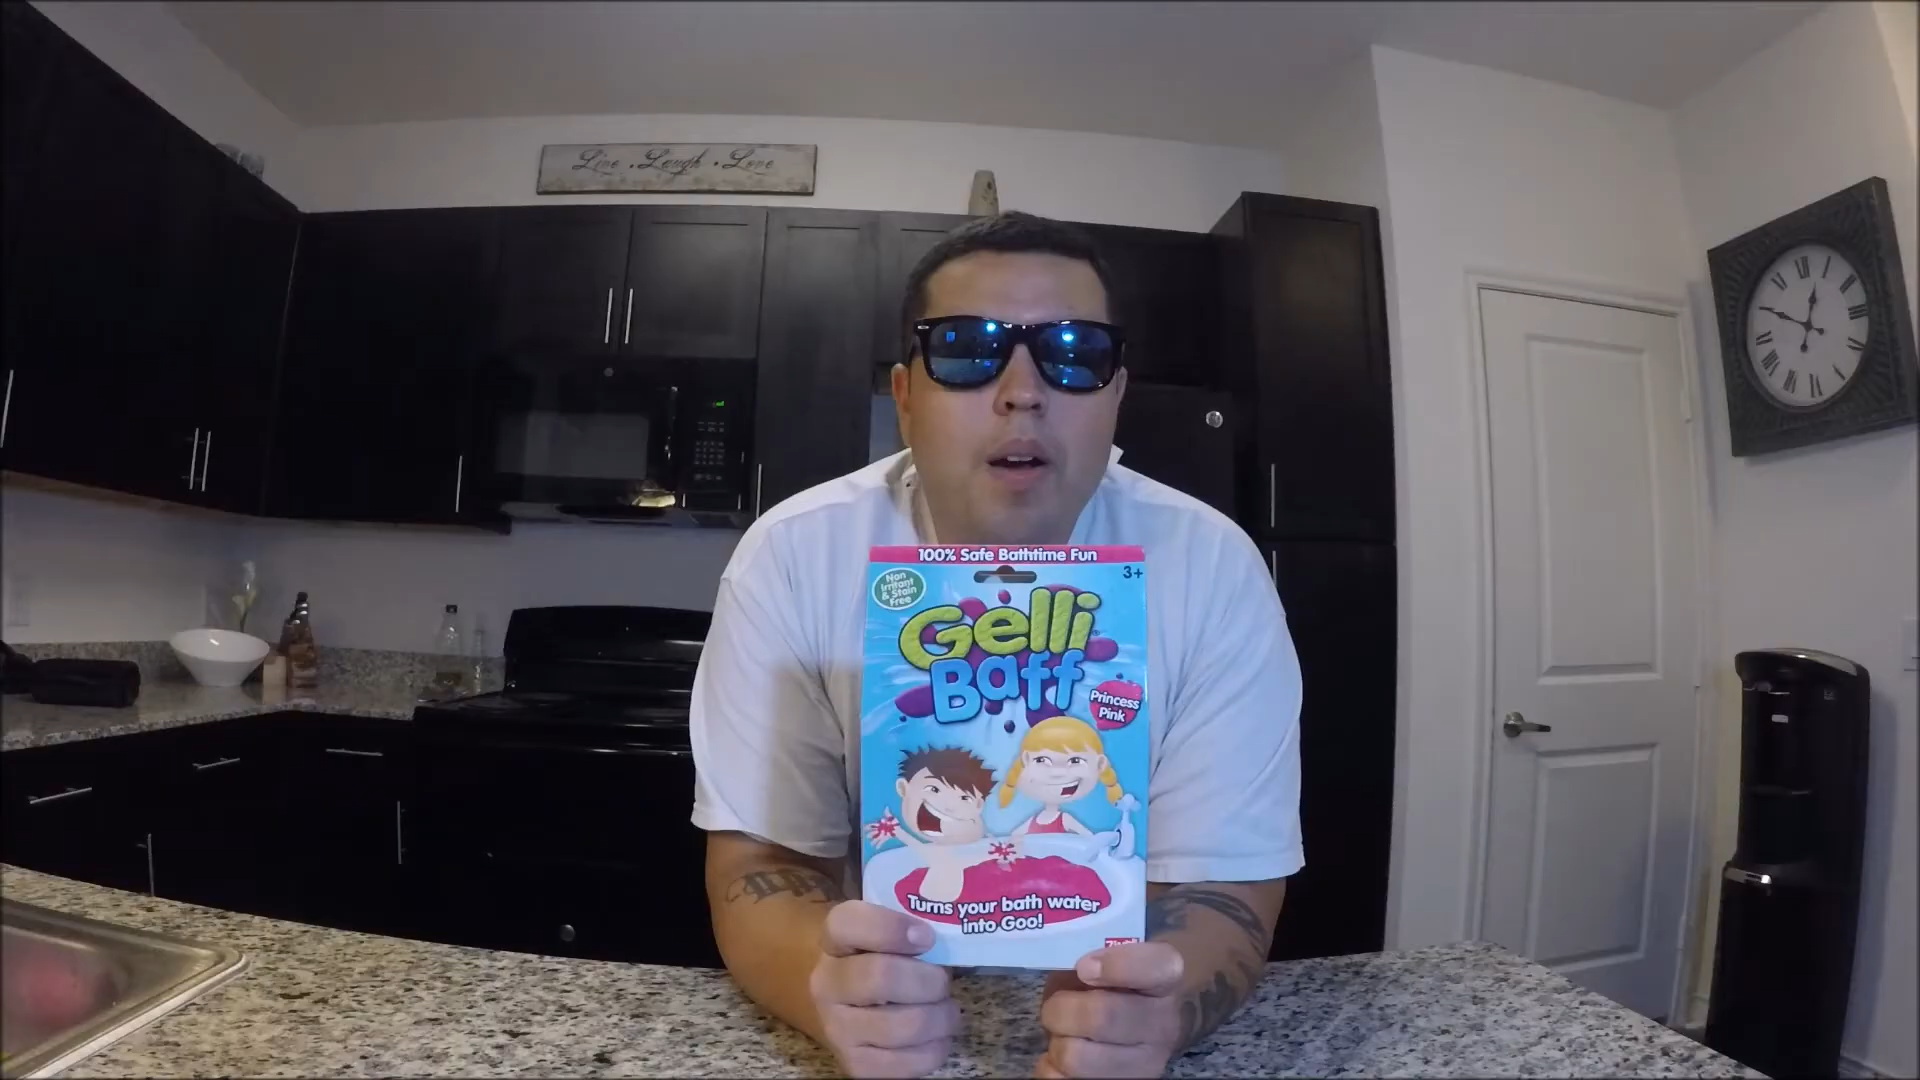 Live . Laugh . Love
100% Safe Bathtime Fun
3+
Non
Irritant
& Stain
Free
Gelli
Baff
Princess
Pink
Turns your bath water
into Goo!